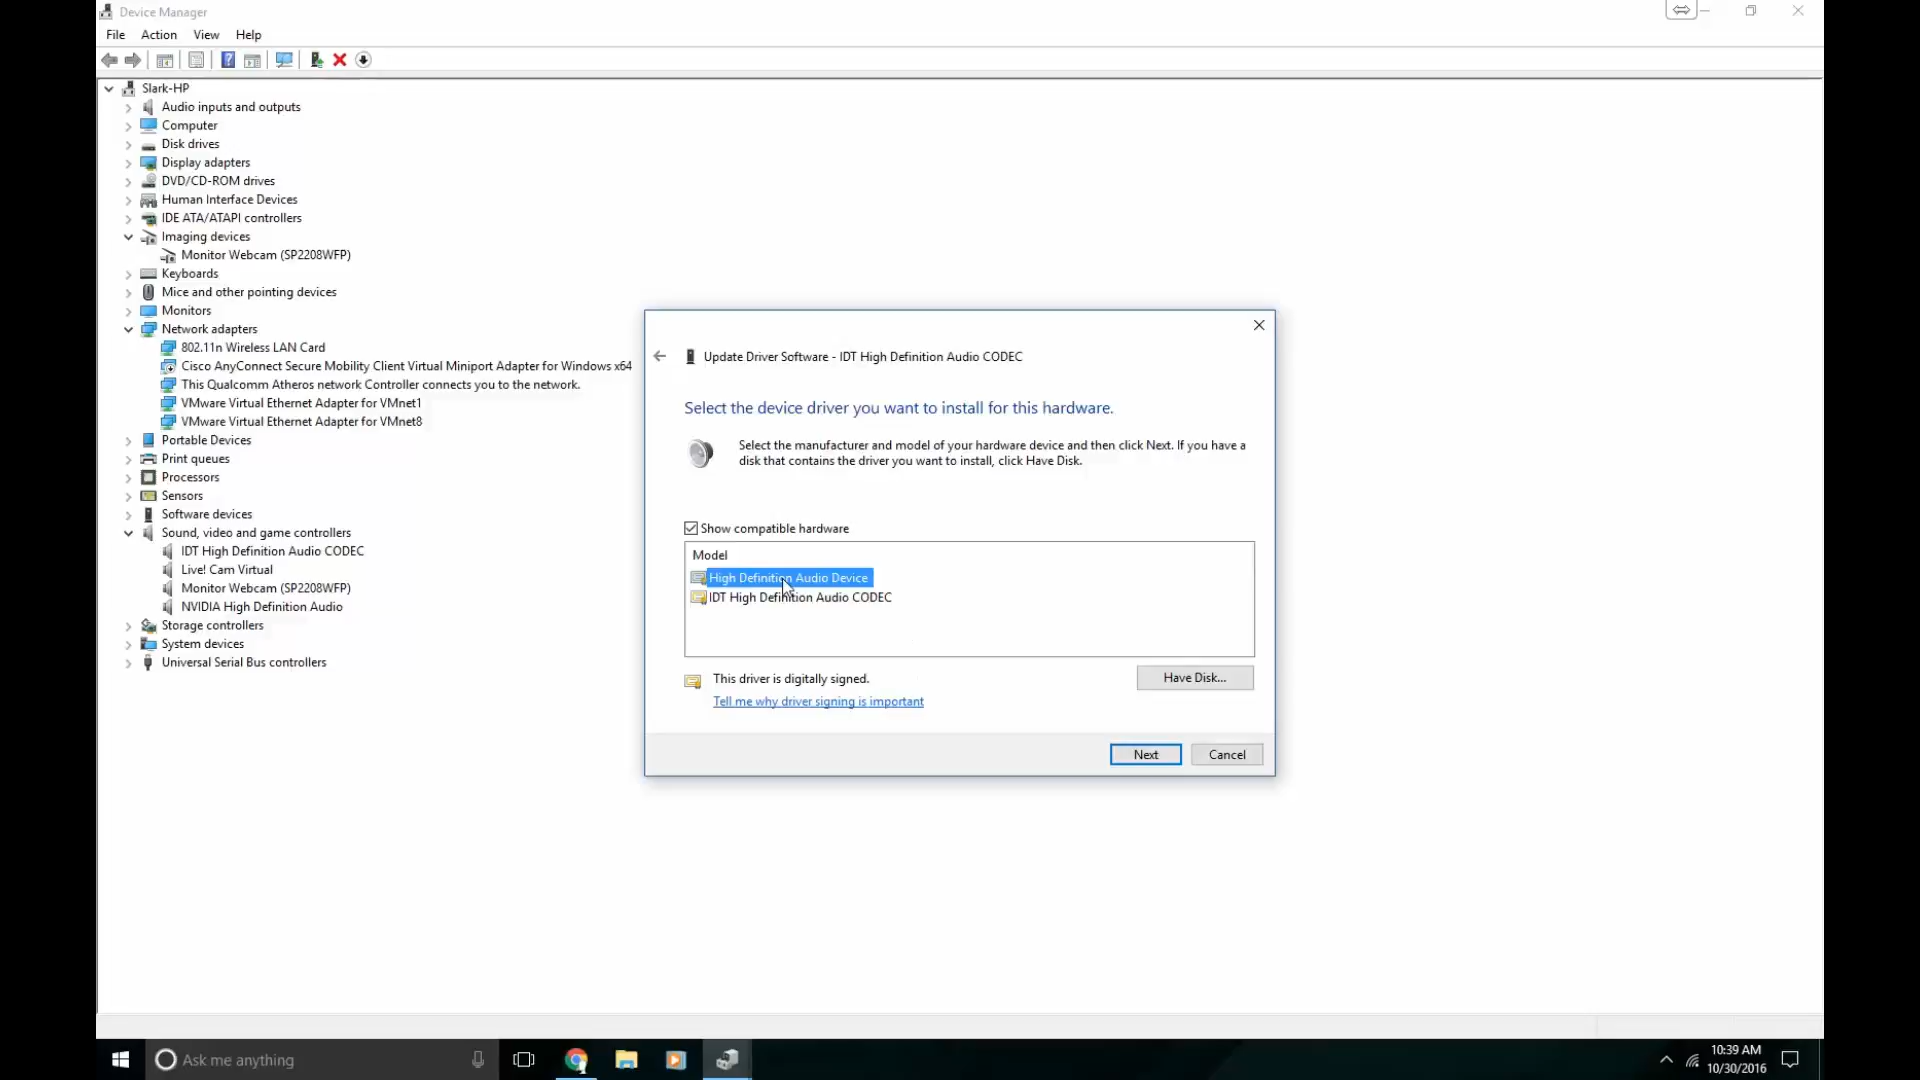 Device Manager
File Action View Help
Slark-HP
Audio inputs and outputs
Computer
Disk drives
Display adapters
DVD/CD-ROM drives
Human Interface Devices
IDE ATA/ATAPI controllers
Imaging devices
Monitor Webcam (SP2208WFP)
Keyboards
Mice and other pointing devices
Monitors
Network adapters
802.11n Wireless LAN Card
Cisco AnyConnect Secure Mobility Client Virtual Miniport Adapter for Windows x64
This Qualcomm Atheros network Controller connects you to the network.
VMware Virtual Ethernet Adapter for VMnet1
VMware Virtual Ethernet Adapter for VMnet8
Portable Devices
Print queues
Processors
Sensors
Software devices
Sound, video and game controllers
IDT High Definition Audio CODEC
Live! Cam Virtual
Monitor Webcam (SP2208WFP)
NVIDIA High Definition Audio
Storage controllers
System devices
Universal Serial Bus controllers
Update Driver Software - IDT High Definition Audio CODEC
Select the device driver you want to install for this hardware.
Select the manufacturer and model of your hardware device and then click Next. If you have a
disk that contains the driver you want to install, click Have Disk.
Show compatible hardware
Model
High Definition Audio Device
IDT High Definition Audio CODEC
This driver is digitally signed.
Have Disk...
Tell me why driver signing is important
Next
Cancel
Ask me anything
10:39 AM
10/30/2016